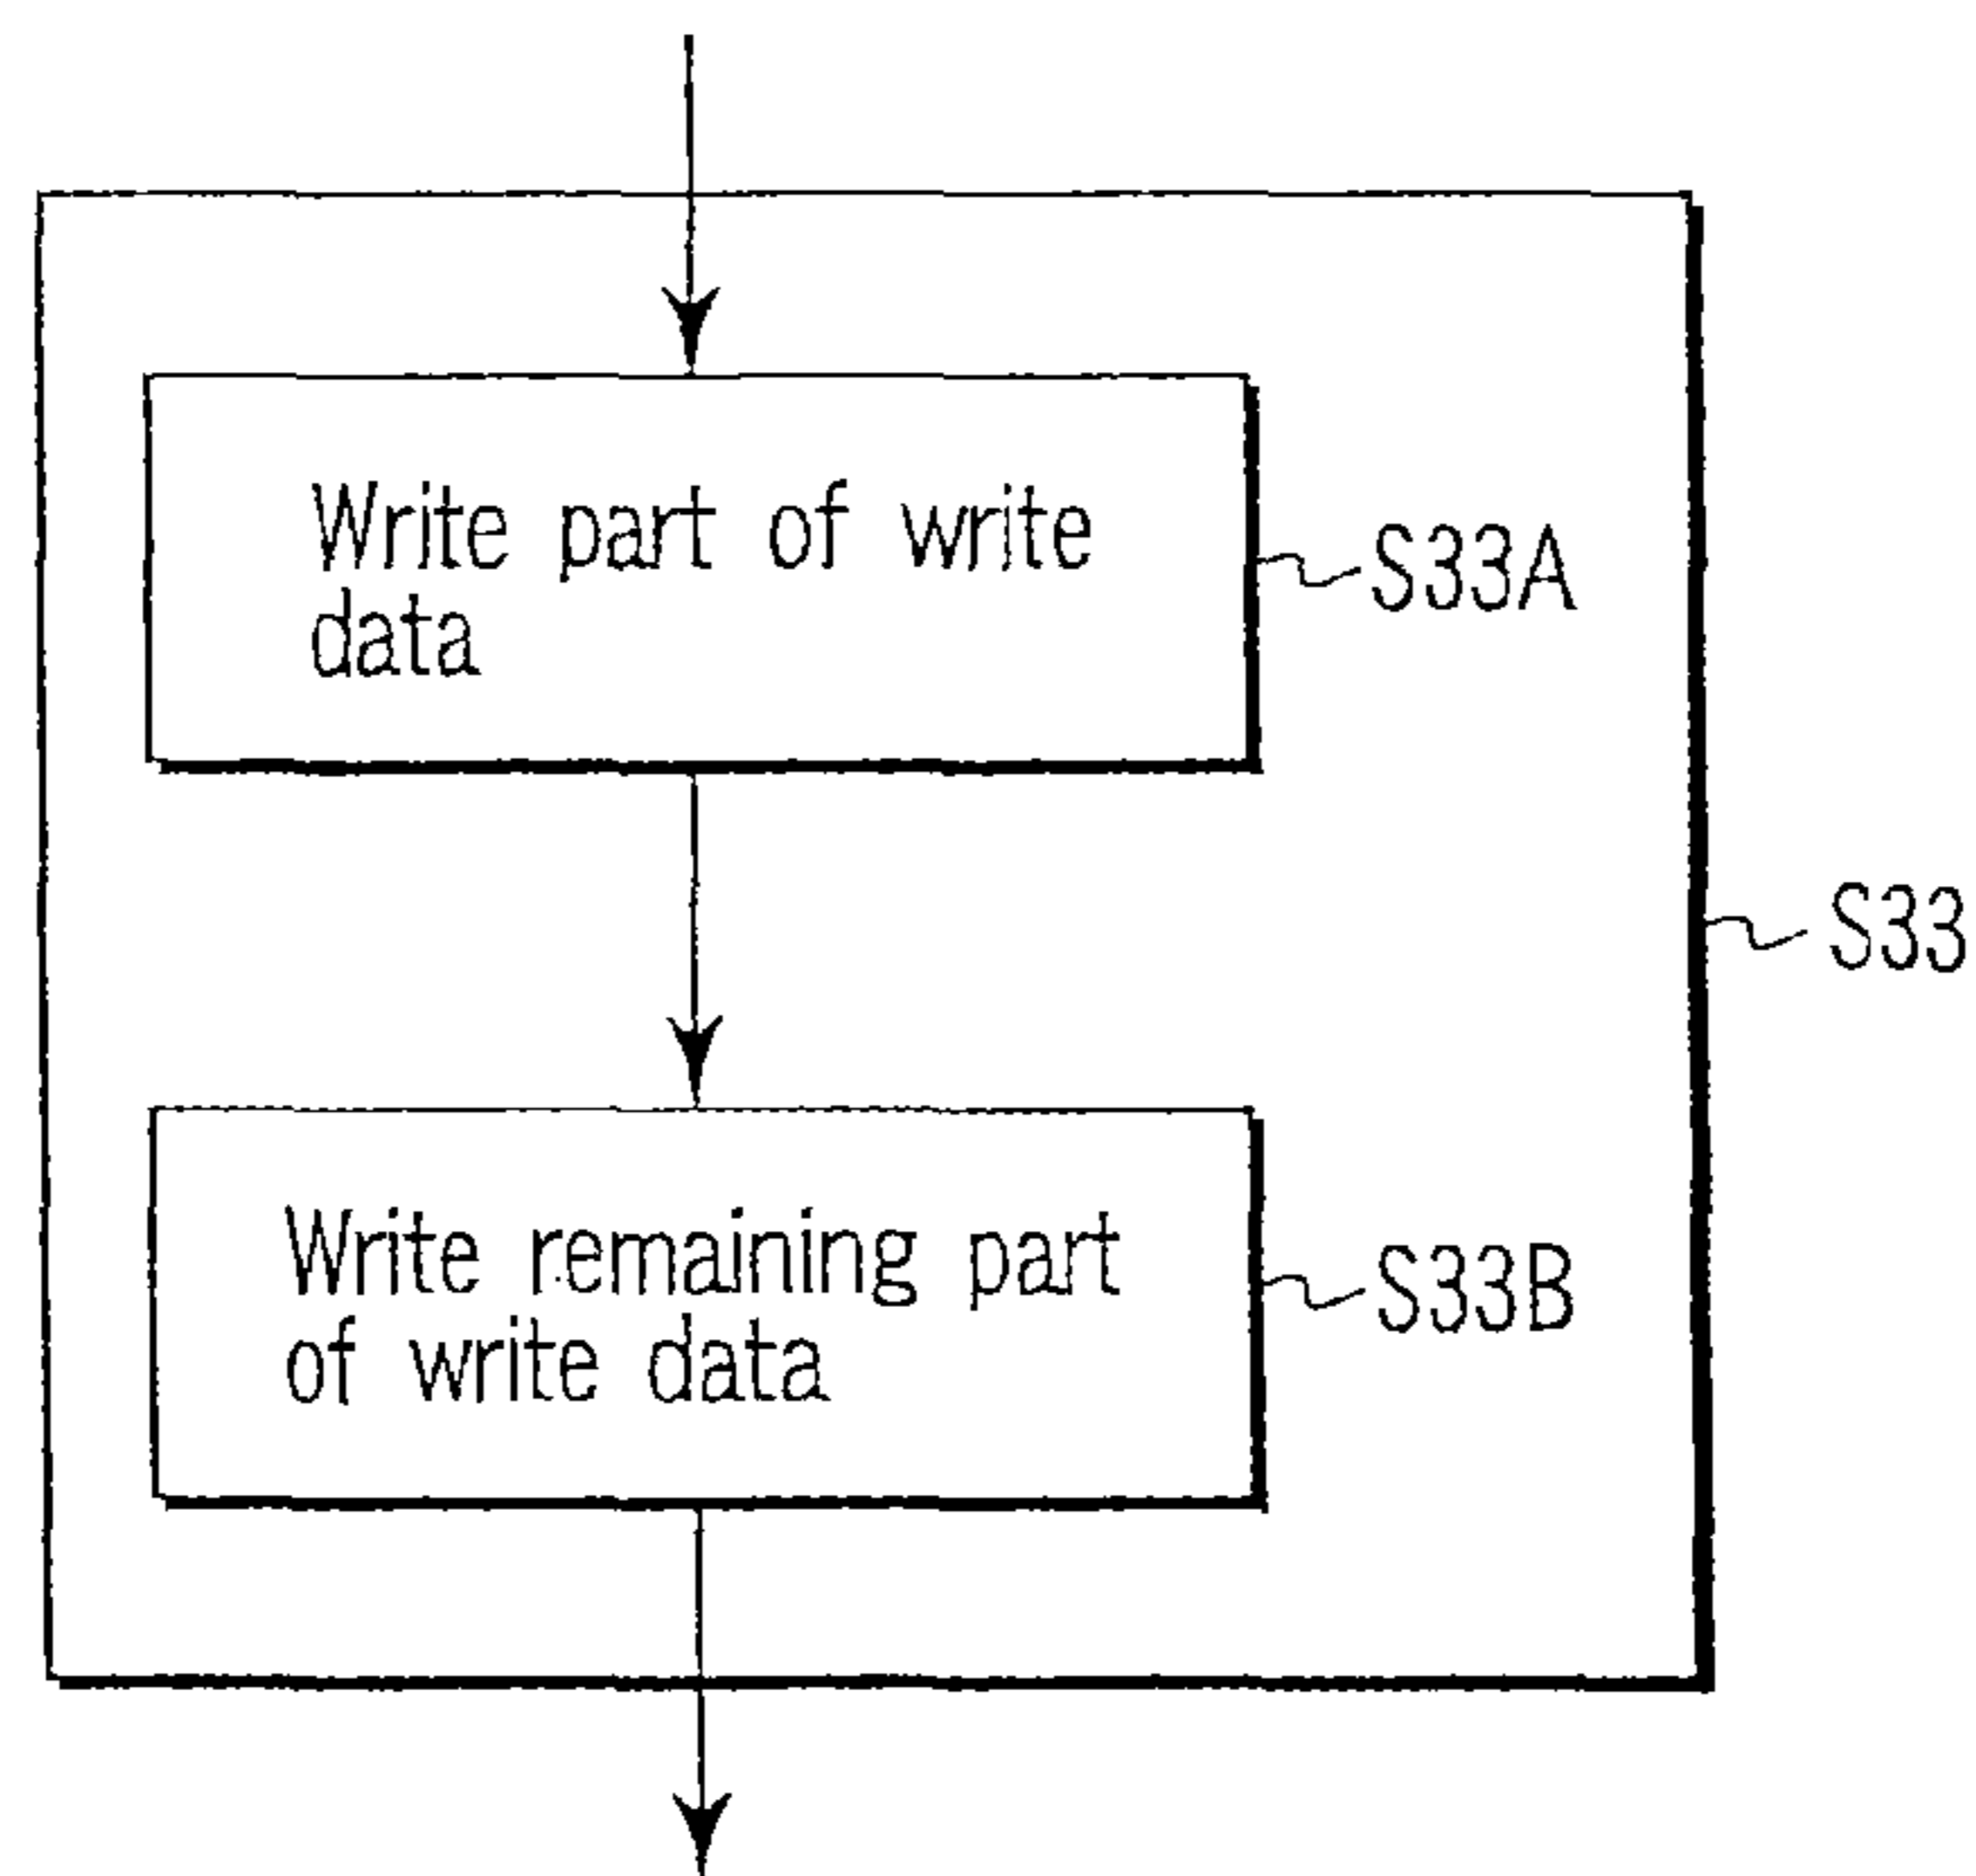 Write part of write
data
S33A
S33
Write remaining part
of write data
S33B